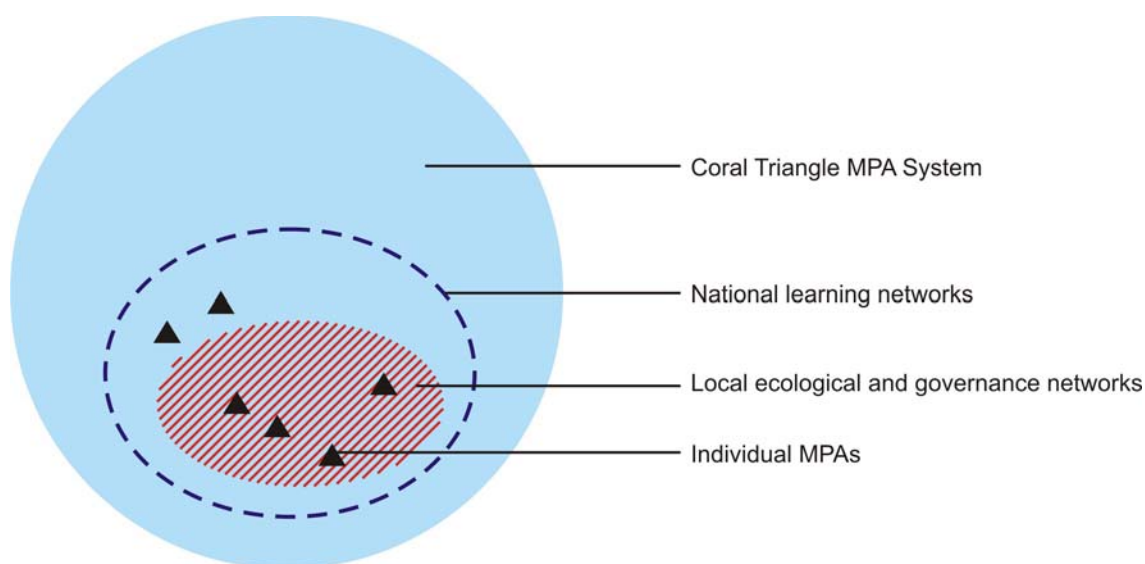 Coral Triangle MPA System
National learning networks
Local ecological and governance networks
Individual MPAs